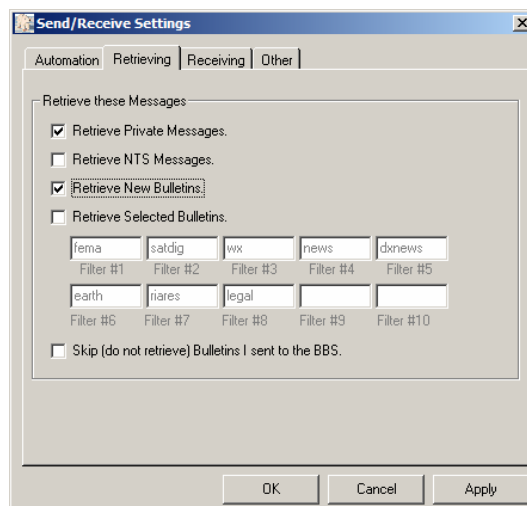 Send/Receive Settings
Automation Retrieving Receiving Other
Retrieve these Messages
Retrieve Private Messages.
Retrieve NTS Messages.
Retrieve New Bulletins.
Retrieve Selected Bulletins.
fema satdig wx news dxnews
Filter #1 Filter #2 Filter #3 Filter #4 Filter #5
earth riares legal
Filter #6 Filter #7 Filter #8 Filter #9 Filter #10
Skip (do not retrieve) Bulletins I sent to the BBS.
OK Cancel Apply